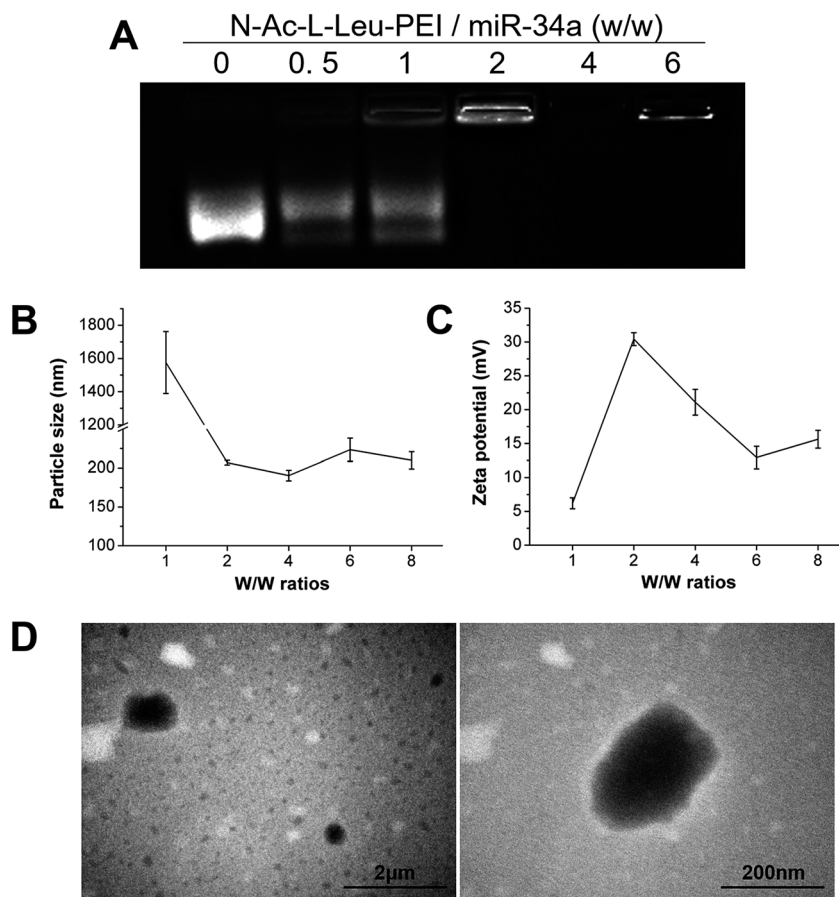 A
N-Ac-L-Leu-PEI / miR-34a (w/w)
0 0.5 1 2 4 6
B
Particle size (nm)
1800
1600
1400
1200
200
150
100
1 2 4 6 8
W/W ratios
C
Zeta potential (mV)
35
30
25
20
15
10
5
0
1 2 4 6 8
W/W ratios
D
2μm
200nm